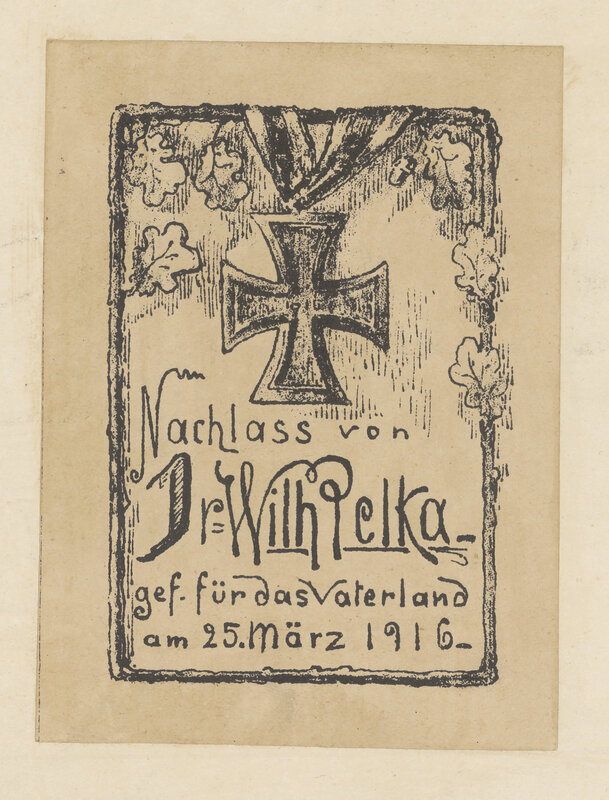 Nachlass von
Dr. Wilh Pelka
gef. für das Vaterland
am 25. März 1916